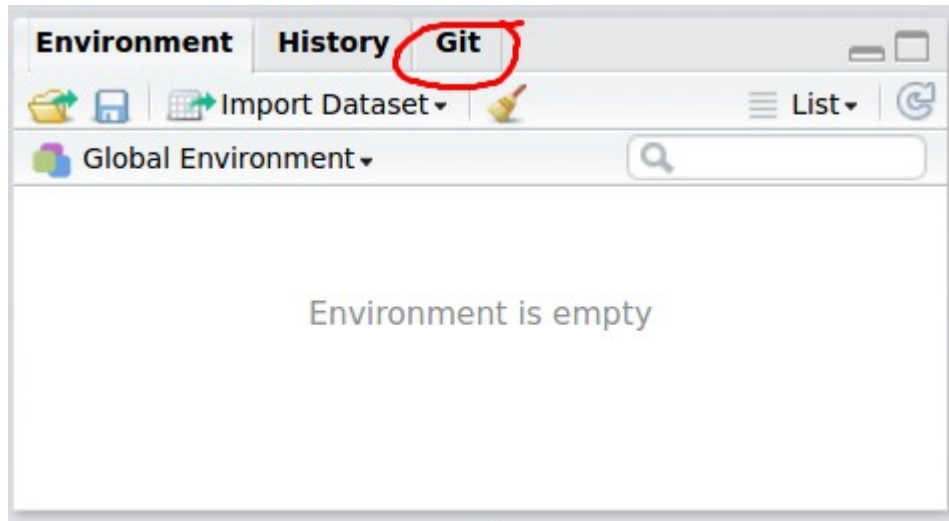 Environment History Git
Import Dataset List
Global Environment
Environment is empty